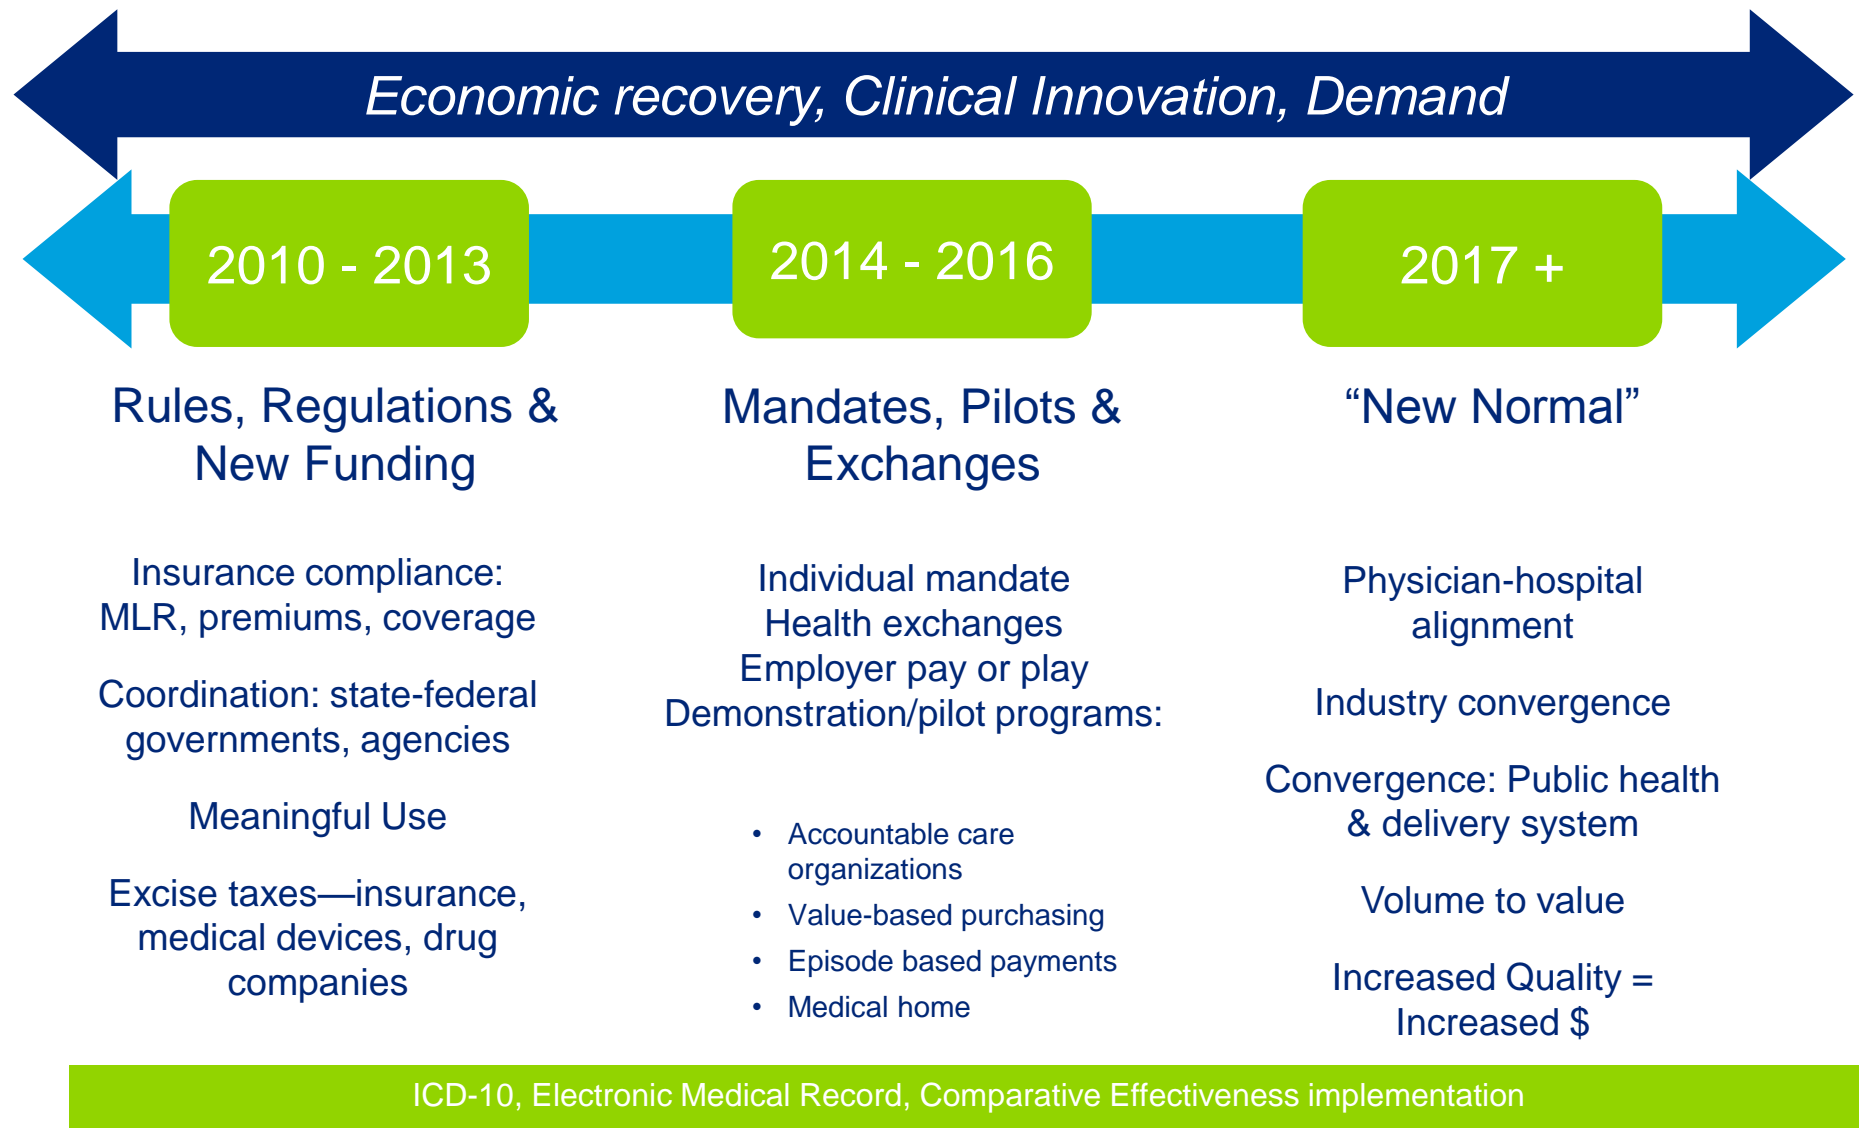 Economic recovery, Clinical Innovation, Demand
2010 - 2013
2014 - 2016
2017 +
Rules, Regulations &
New Funding
Insurance compliance:
MLR, premiums, coverage
Coordination: state-federal
governments, agencies
Meaningful Use
Excise taxes—insurance,
medical devices, drug
companies
Mandates, Pilots &
Exchanges
Individual mandate
Health exchanges
Employer pay or play
Demonstration/pilot programs:
• Accountable care
organizations
• Value-based purchasing
• Episode based payments
• Medical home
“New Normal”
Physician-hospital
alignment
Industry convergence
Convergence: Public health
& delivery system
Volume to value
Increased Quality =
Increased $
ICD-10, Electronic Medical Record, Comparative Effectiveness implementation